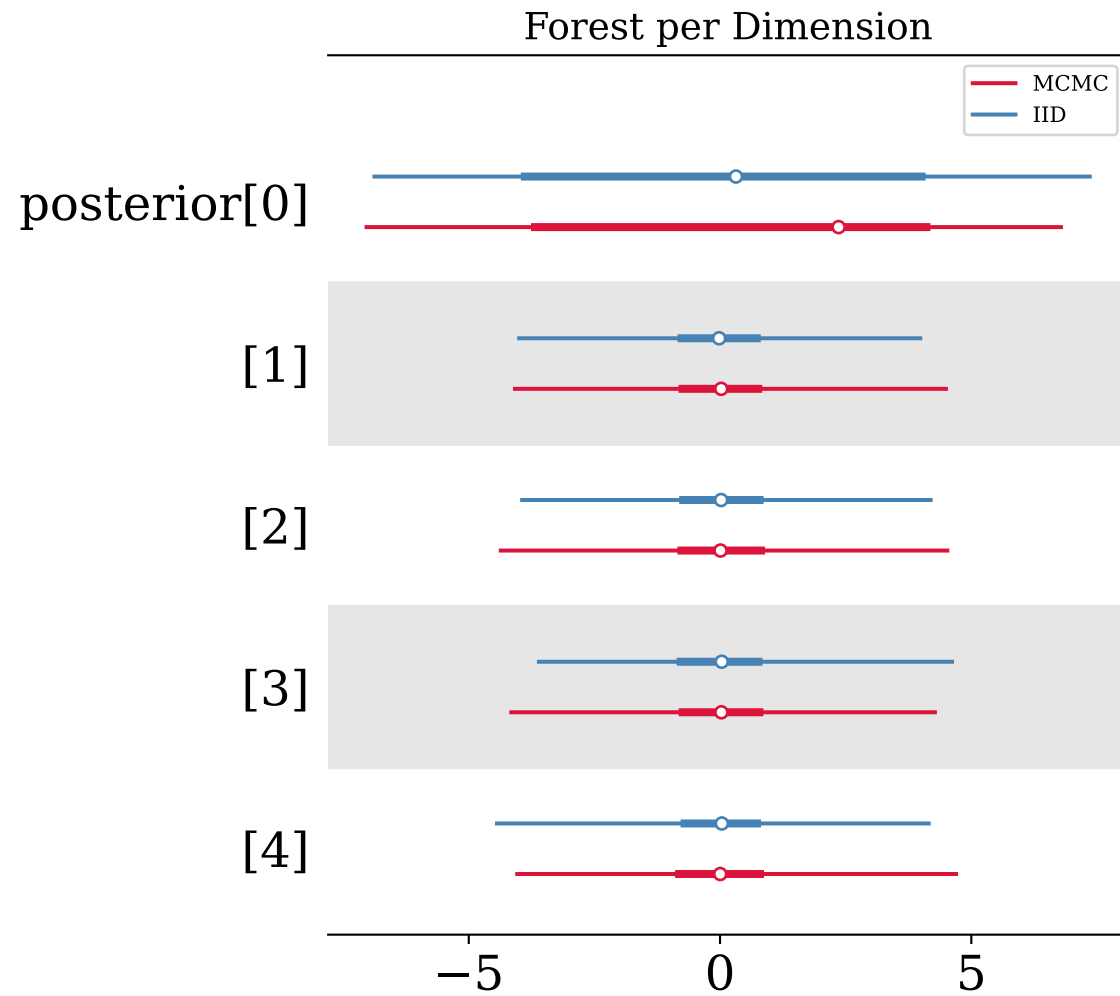 Forest per Dimension
MCMC
IID
posterior[0]
[1]
[2]
[3]
[4]
−5 0 5